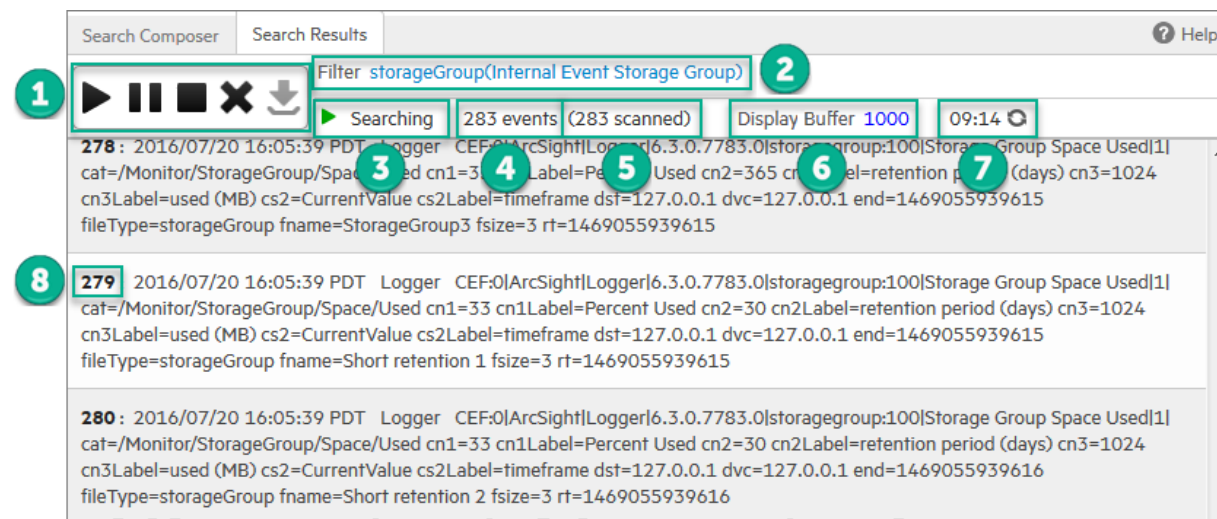 Search Composer Search Results Help
1
Filter storageGroup(Internal Event Storage Group) 2
Searching 283 events (283 scanned) Display Buffer 1000 09:14
278 : 2016/07/20 16:05:39 PDT Logger CEF:0|ArcSight|Logger|6.3.0.7783.0|storagegroup:100|Storage Group Space Used|1|
3 4 5 6 7
cat=/Monitor/StorageGroup/Spac ed cn1=3 Label=Pe Used cn2=365 cn el=retention p (days) cn3=1024
cn3Label=used (MB) cs2=CurrentValue cs2Label=timeframe dst=127.0.0.1 dvc=127.0.0.1 end=1469055939615
fileType=storageGroup fname=StorageGroup3 fsize=3 rt=1469055939615
8
279 2016/07/20 16:05:39 PDT Logger CEF:0|ArcSight|Logger|6.3.0.7783.0|storagegroup:100|Storage Group Space Used|1|
cat=/Monitor/StorageGroup/Space/Used cn1=33 cn1Label=Percent Used cn2=30 cn2Label=retention period (days) cn3=1024
cn3Label=used (MB) cs2=CurrentValue cs2Label=timeframe dst=127.0.0.1 dvc=127.0.0.1 end=1469055939615
fileType=storageGroup fname=Short retention 1 fsize=3 rt=1469055939615
280 : 2016/07/20 16:05:39 PDT Logger CEF:0|ArcSight|Logger|6.3.0.7783.0|storagegroup:100|Storage Group Space Used|1|
cat=/Monitor/StorageGroup/Space/Used cn1=33 cn1Label=Percent Used cn2=30 cn2Label=retention period (days) cn3=1024
cn3Label=used (MB) cs2=CurrentValue cs2Label=timeframe dst=127.0.0.1 dvc=127.0.0.1 end=1469055939616
fileType=storageGroup fname=Short retention 2 fsize=3 rt=1469055939616